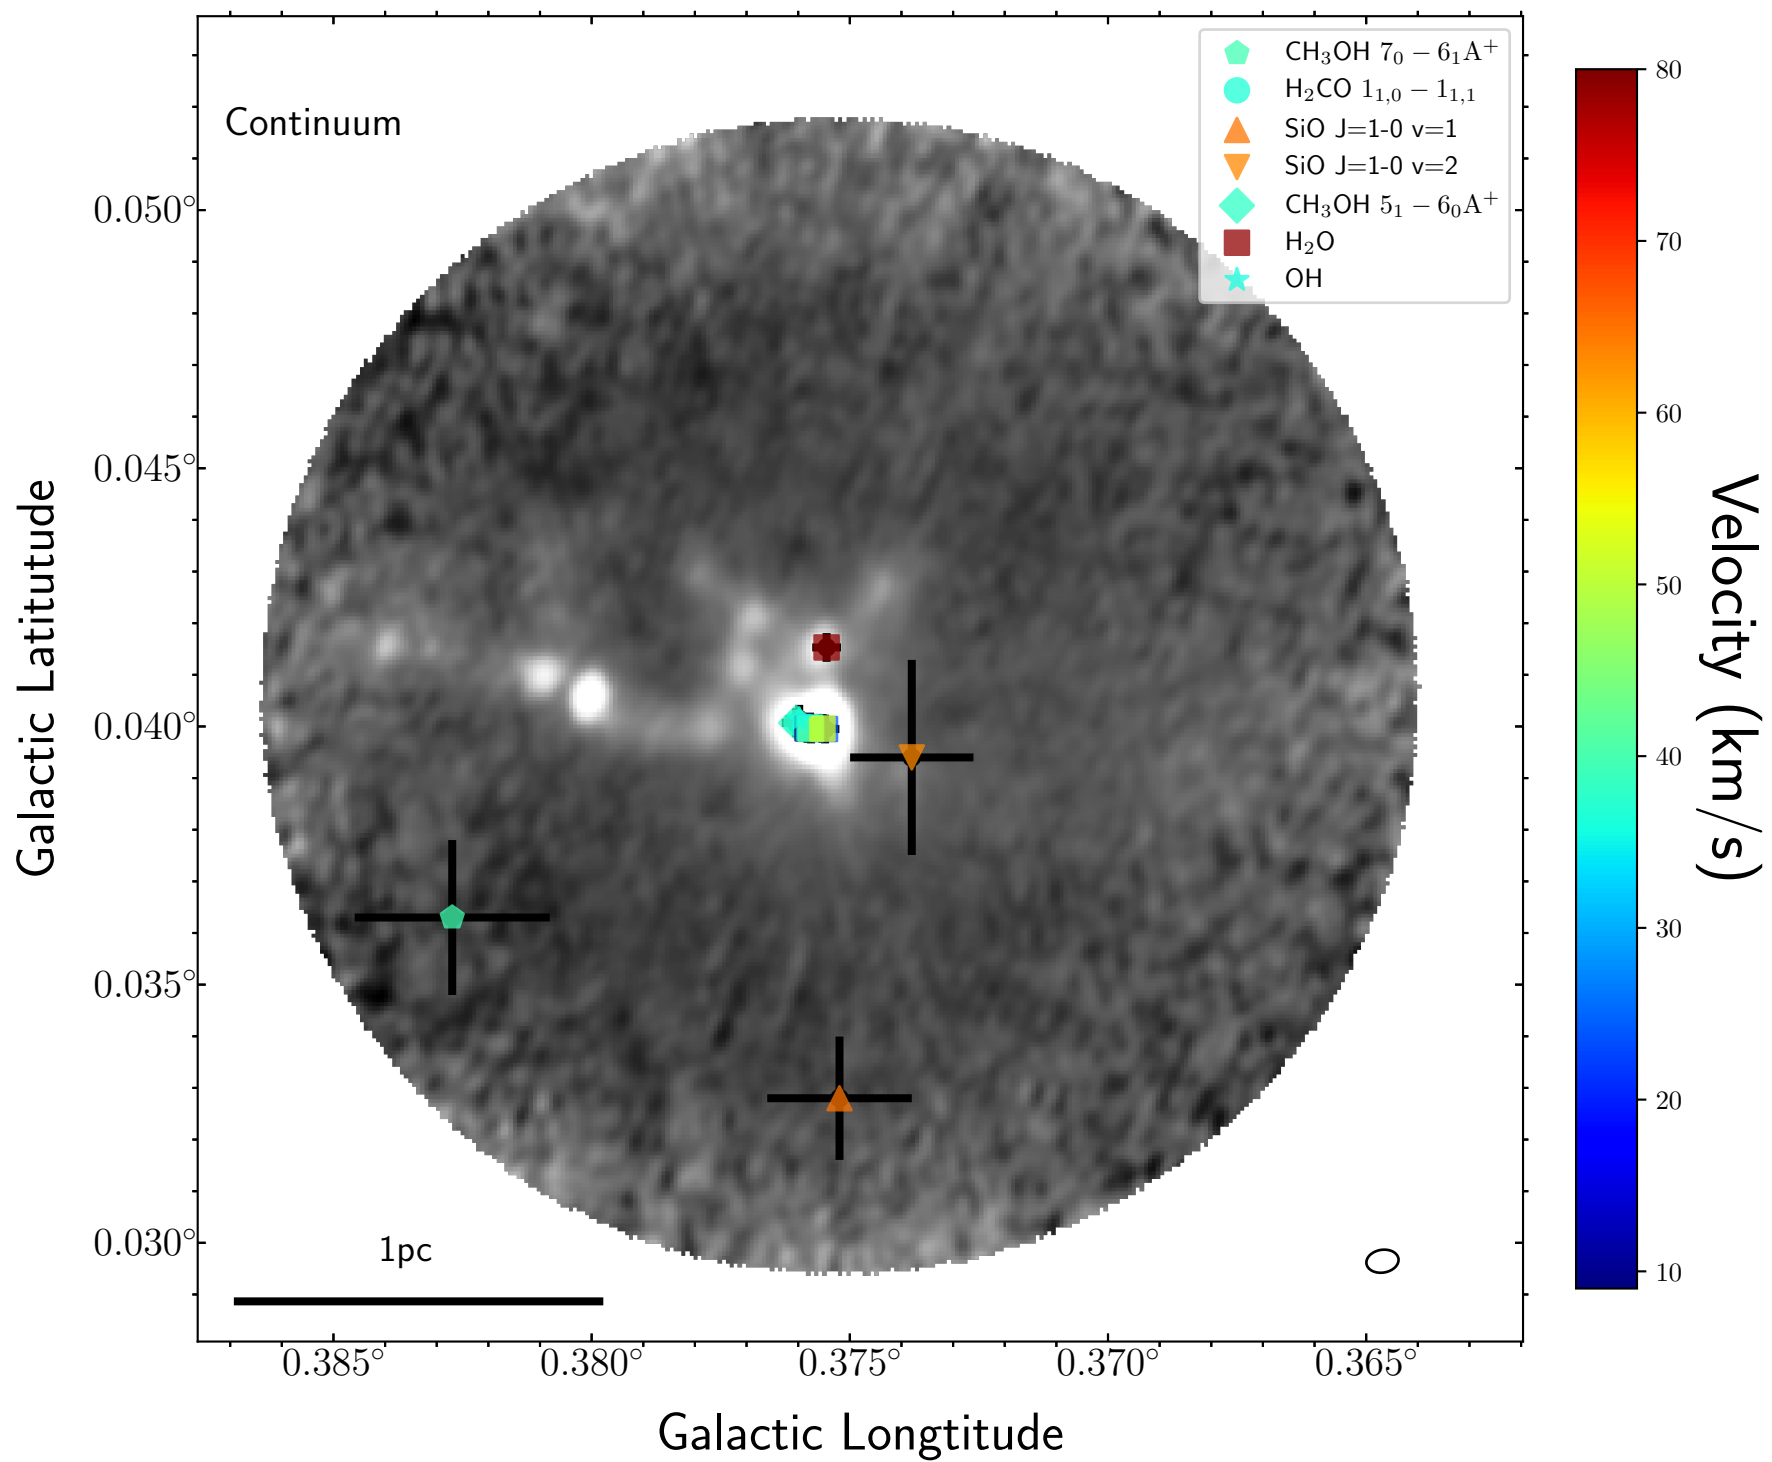 Continuum
CH₃OH 7₀ − 6₁A⁺
H₂CO 1₁,₀ − 1₁,₁
SiO J=1-0 v=1
SiO J=1-0 v=2
CH₃OH 5₁ − 6₀A⁺
H₂O
OH
0.050°
0.045°
0.040°
0.035°
0.030°
Galactic Latitutude
1pc
0.385° 0.380° 0.375° 0.370° 0.365°
Galactic Longtitude
80
70
60
50
40
30
20
10
Velocity (km/s)